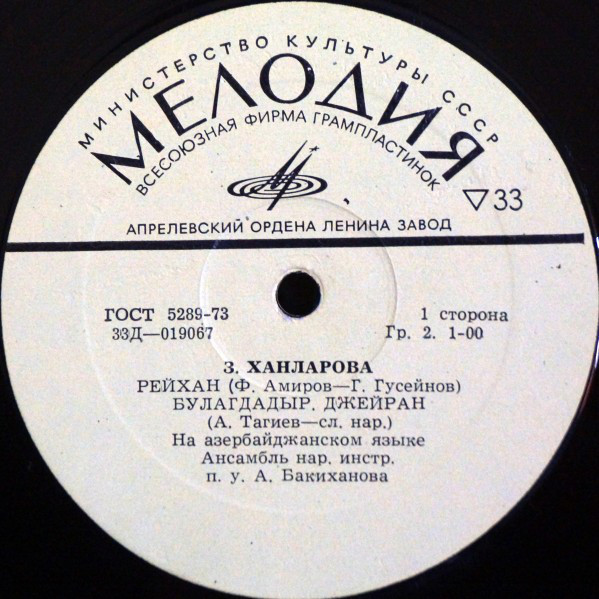 МИНИСТЕРСТВО КУЛЬТУРЫ СССР
МЕЛОДИЯ
ВСЕСОЮЗНАЯ ФИРМА ГРАМПЛАСТИНОК
▽33
АПРЕЛЕВСКИЙ ОРДЕНА ЛЕНИНА ЗАВОД
ГОСТ 5289-73 1 сторона
33Д—019067 Гр. 2. 1-00
З. ХАНЛАРОВА
РЕЙХАН (Ф. Амиров—Г. Гусейнов)
БУЛАГДАДЫР. ДЖЕЙРАН
(А. Тагиев—сл. нар.)
На азербайджанском языке
Ансамбль нар. инстр.
п. у. А. Бакиханова